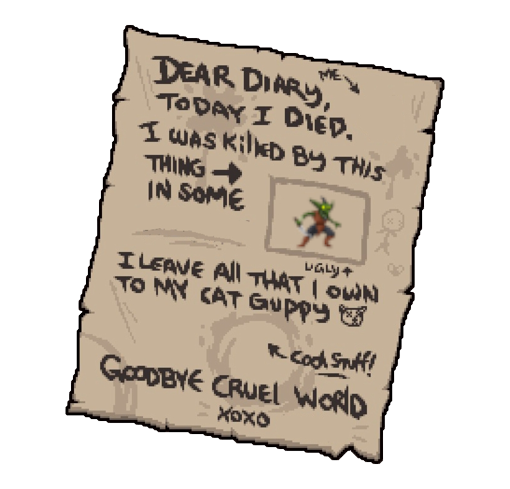 ME
DEAR DIARY,
TODAY I DIED.
I WAS KillED BY THIS
THING →
IN SOME
UGLY
I LEAVE All THAT I OWN
TO MY CAT GUPPY
Cool Stuff!
GOODBYE CRUEl WORlD
XOXO